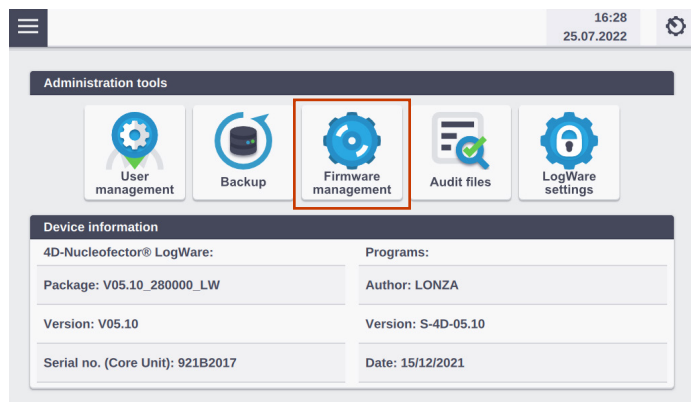 16:28
25.07.2022
Administration tools
User
management
Backup
Firmware
management
Audit files
LogWare
settings
Device information
4D-Nucleofector® LogWare:
Programs:
Package: V05.10_280000_LW
Author: LONZA
Version: V05.10
Version: S-4D-05.10
Serial no. (Core Unit): 921B2017
Date: 15/12/2021